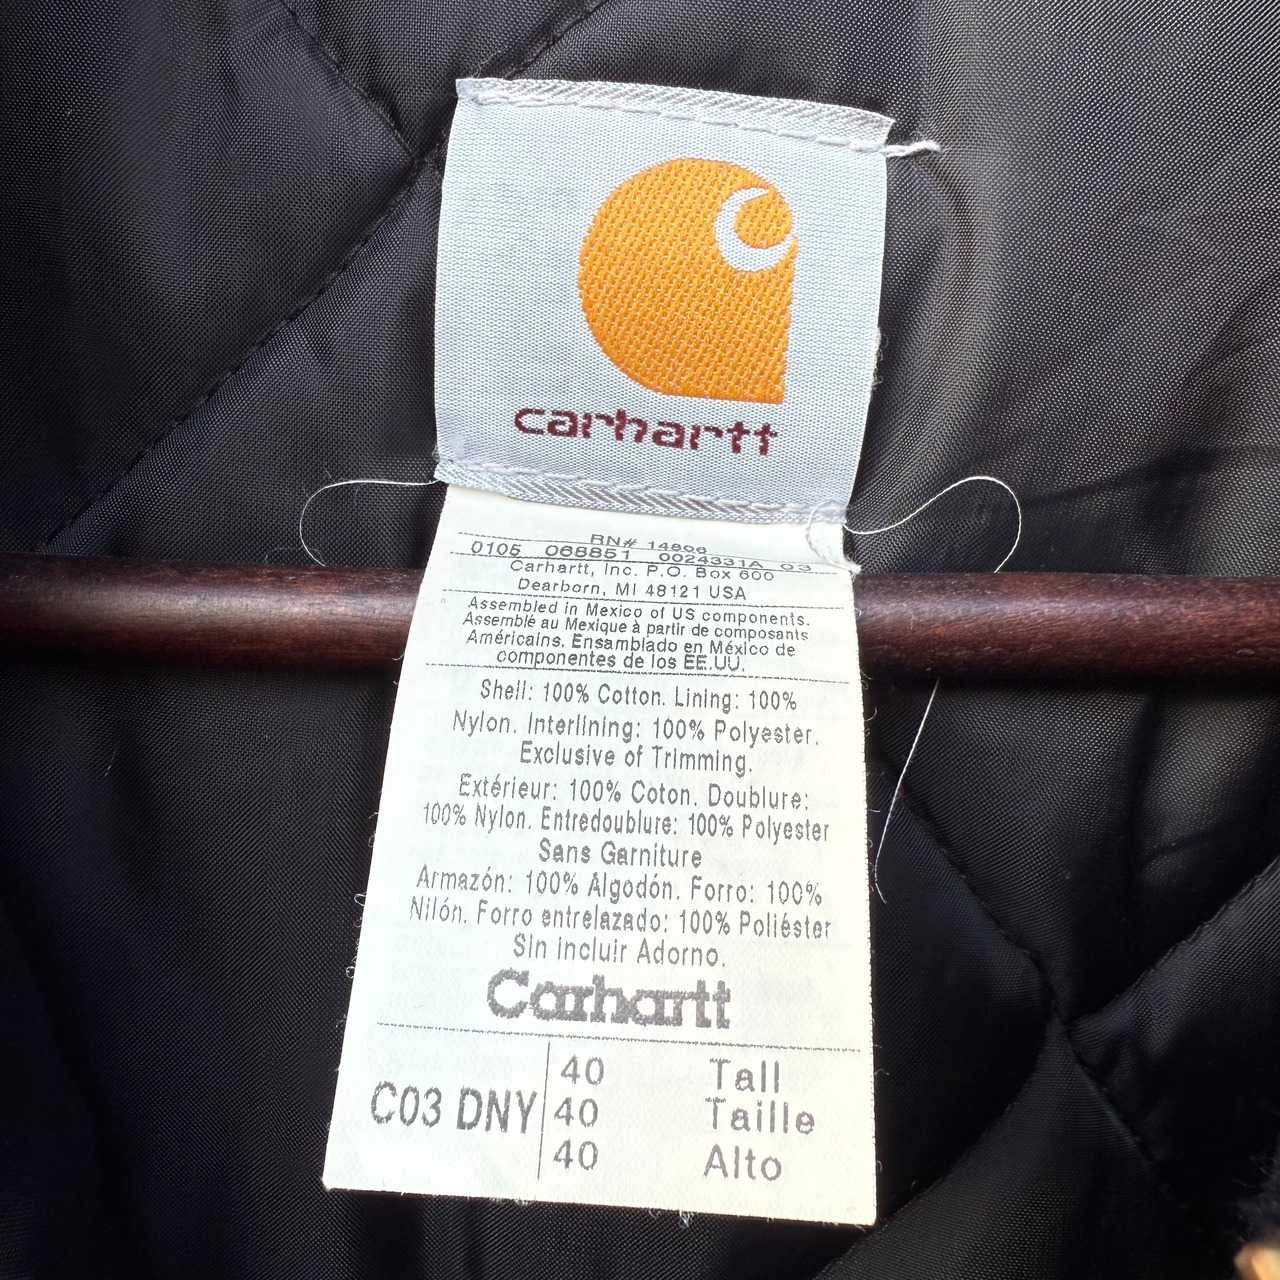 carhartt
RN# 14806
0105 068851 0024331A 03
Carhartt, Inc. P.O. Box 600
Dearborn, MI 48121 USA
Assembled in Mexico of US components.
Assemblé au Mexique à partir de composants
Américains. Ensamblado en México de
componentes de los EE.UU.
Shell: 100% Cotton. Lining: 100%
Nylon. Interlining: 100% Polyester.
Exclusive of Trimming.
Extérieur: 100% Coton. Doublure:
100% Nylon. Entredoublure: 100% Polyester
Sans Garniture
Armazón: 100% Algodón. Forro: 100%
Nilón. Forro entrelazado: 100% Poliéster
Sin incluir Adorno.
Carhartt
C03 DNY
40 Tall
40 Taille
40 Alto